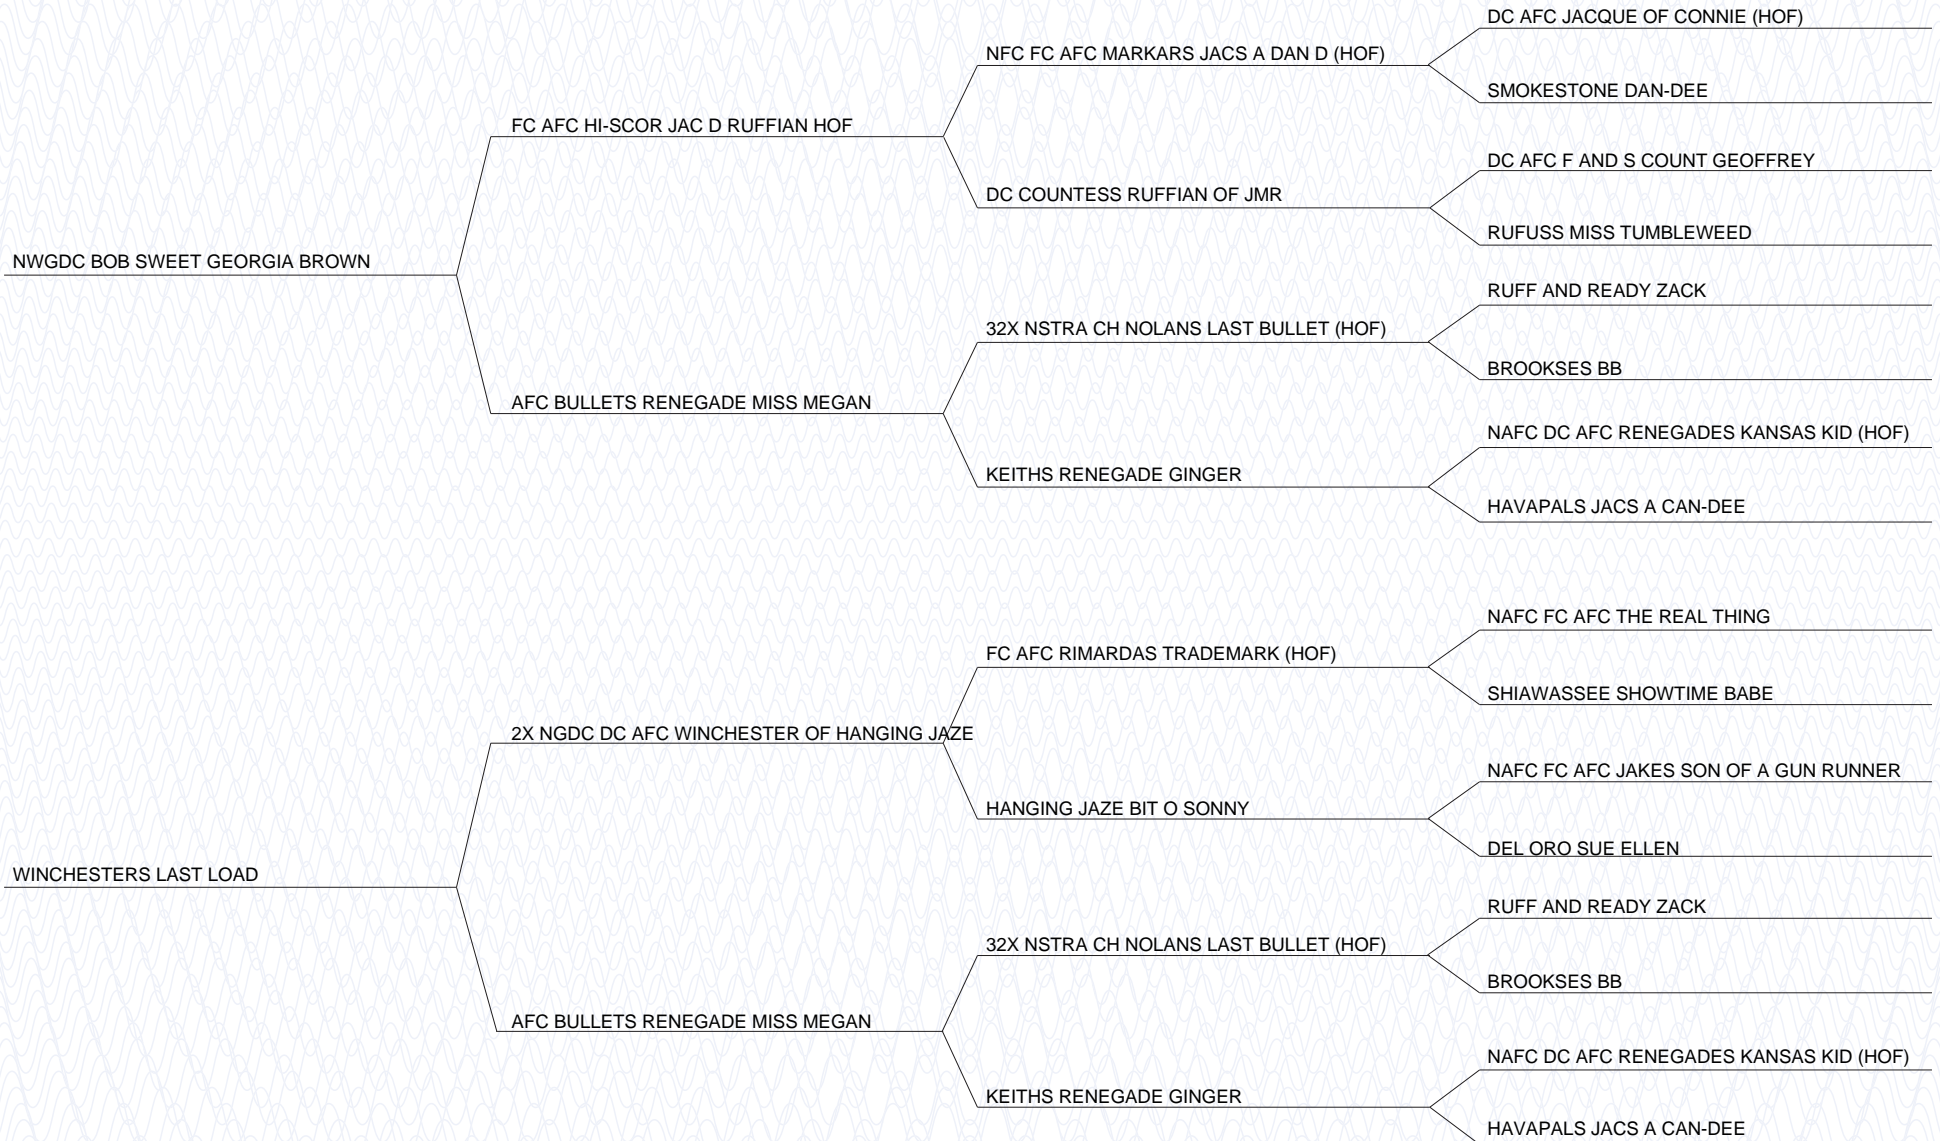 DC AFC JACQUE OF CONNIE (HOF)
NFC FC AFC MARKARS JACS A DAN D (HOF)
SMOKESTONE DAN-DEE
FC AFC HI-SCOR JAC D RUFFIAN HOF
DC AFC F AND S COUNT GEOFFREY
DC COUNTESS RUFFIAN OF JMR
RUFUSS MISS TUMBLEWEED
NWGDC BOB SWEET GEORGIA BROWN
RUFF AND READY ZACK
32X NSTRA CH NOLANS LAST BULLET (HOF)
BROOKSES BB
AFC BULLETS RENEGADE MISS MEGAN
NAFC DC AFC RENEGADES KANSAS KID (HOF)
KEITHS RENEGADE GINGER
HAVAPALS JACS A CAN-DEE
NAFC FC AFC THE REAL THING
FC AFC RIMARDAS TRADEMARK (HOF)
SHIAWASSEE SHOWTIME BABE
2X NGDC DC AFC WINCHESTER OF HANGING JAZE
NAFC FC AFC JAKES SON OF A GUN RUNNER
HANGING JAZE BIT O SONNY
DEL ORO SUE ELLEN
WINCHESTERS LAST LOAD
RUFF AND READY ZACK
32X NSTRA CH NOLANS LAST BULLET (HOF)
BROOKSES BB
AFC BULLETS RENEGADE MISS MEGAN
NAFC DC AFC RENEGADES KANSAS KID (HOF)
KEITHS RENEGADE GINGER
HAVAPALS JACS A CAN-DEE